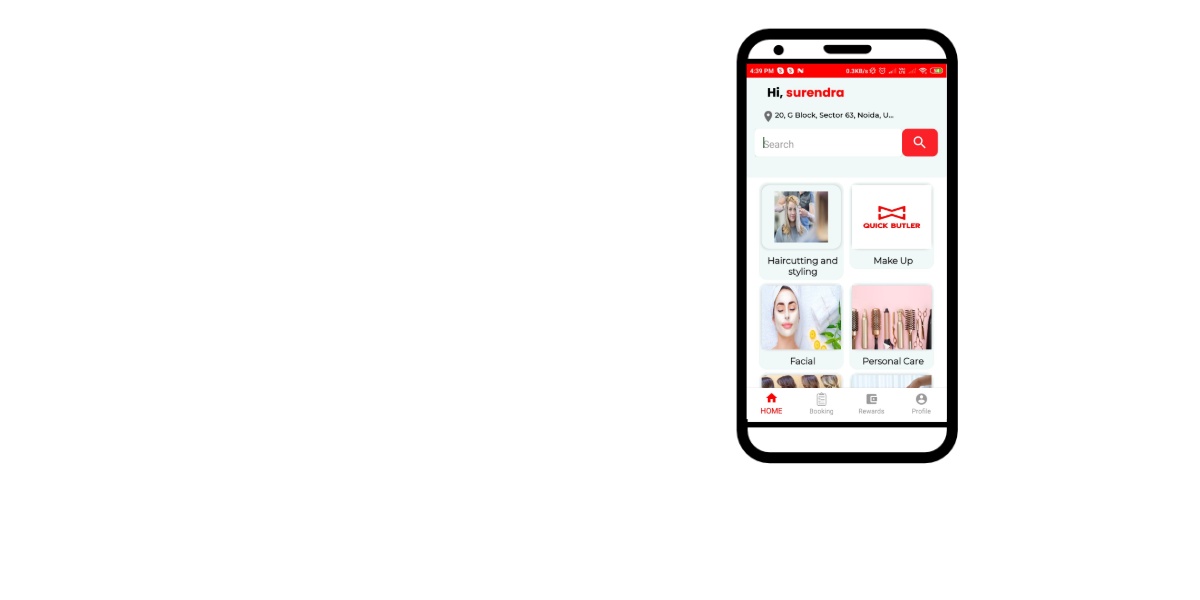 4:39 PM
0.3KB/s
Hi, surendra
20, G Block, Sector 63, Noida, U...
Search
QUICK BUTLER
Haircutting and
styling
Make Up
Facial
Personal Care
HOME
Booking
Rewards
Profile